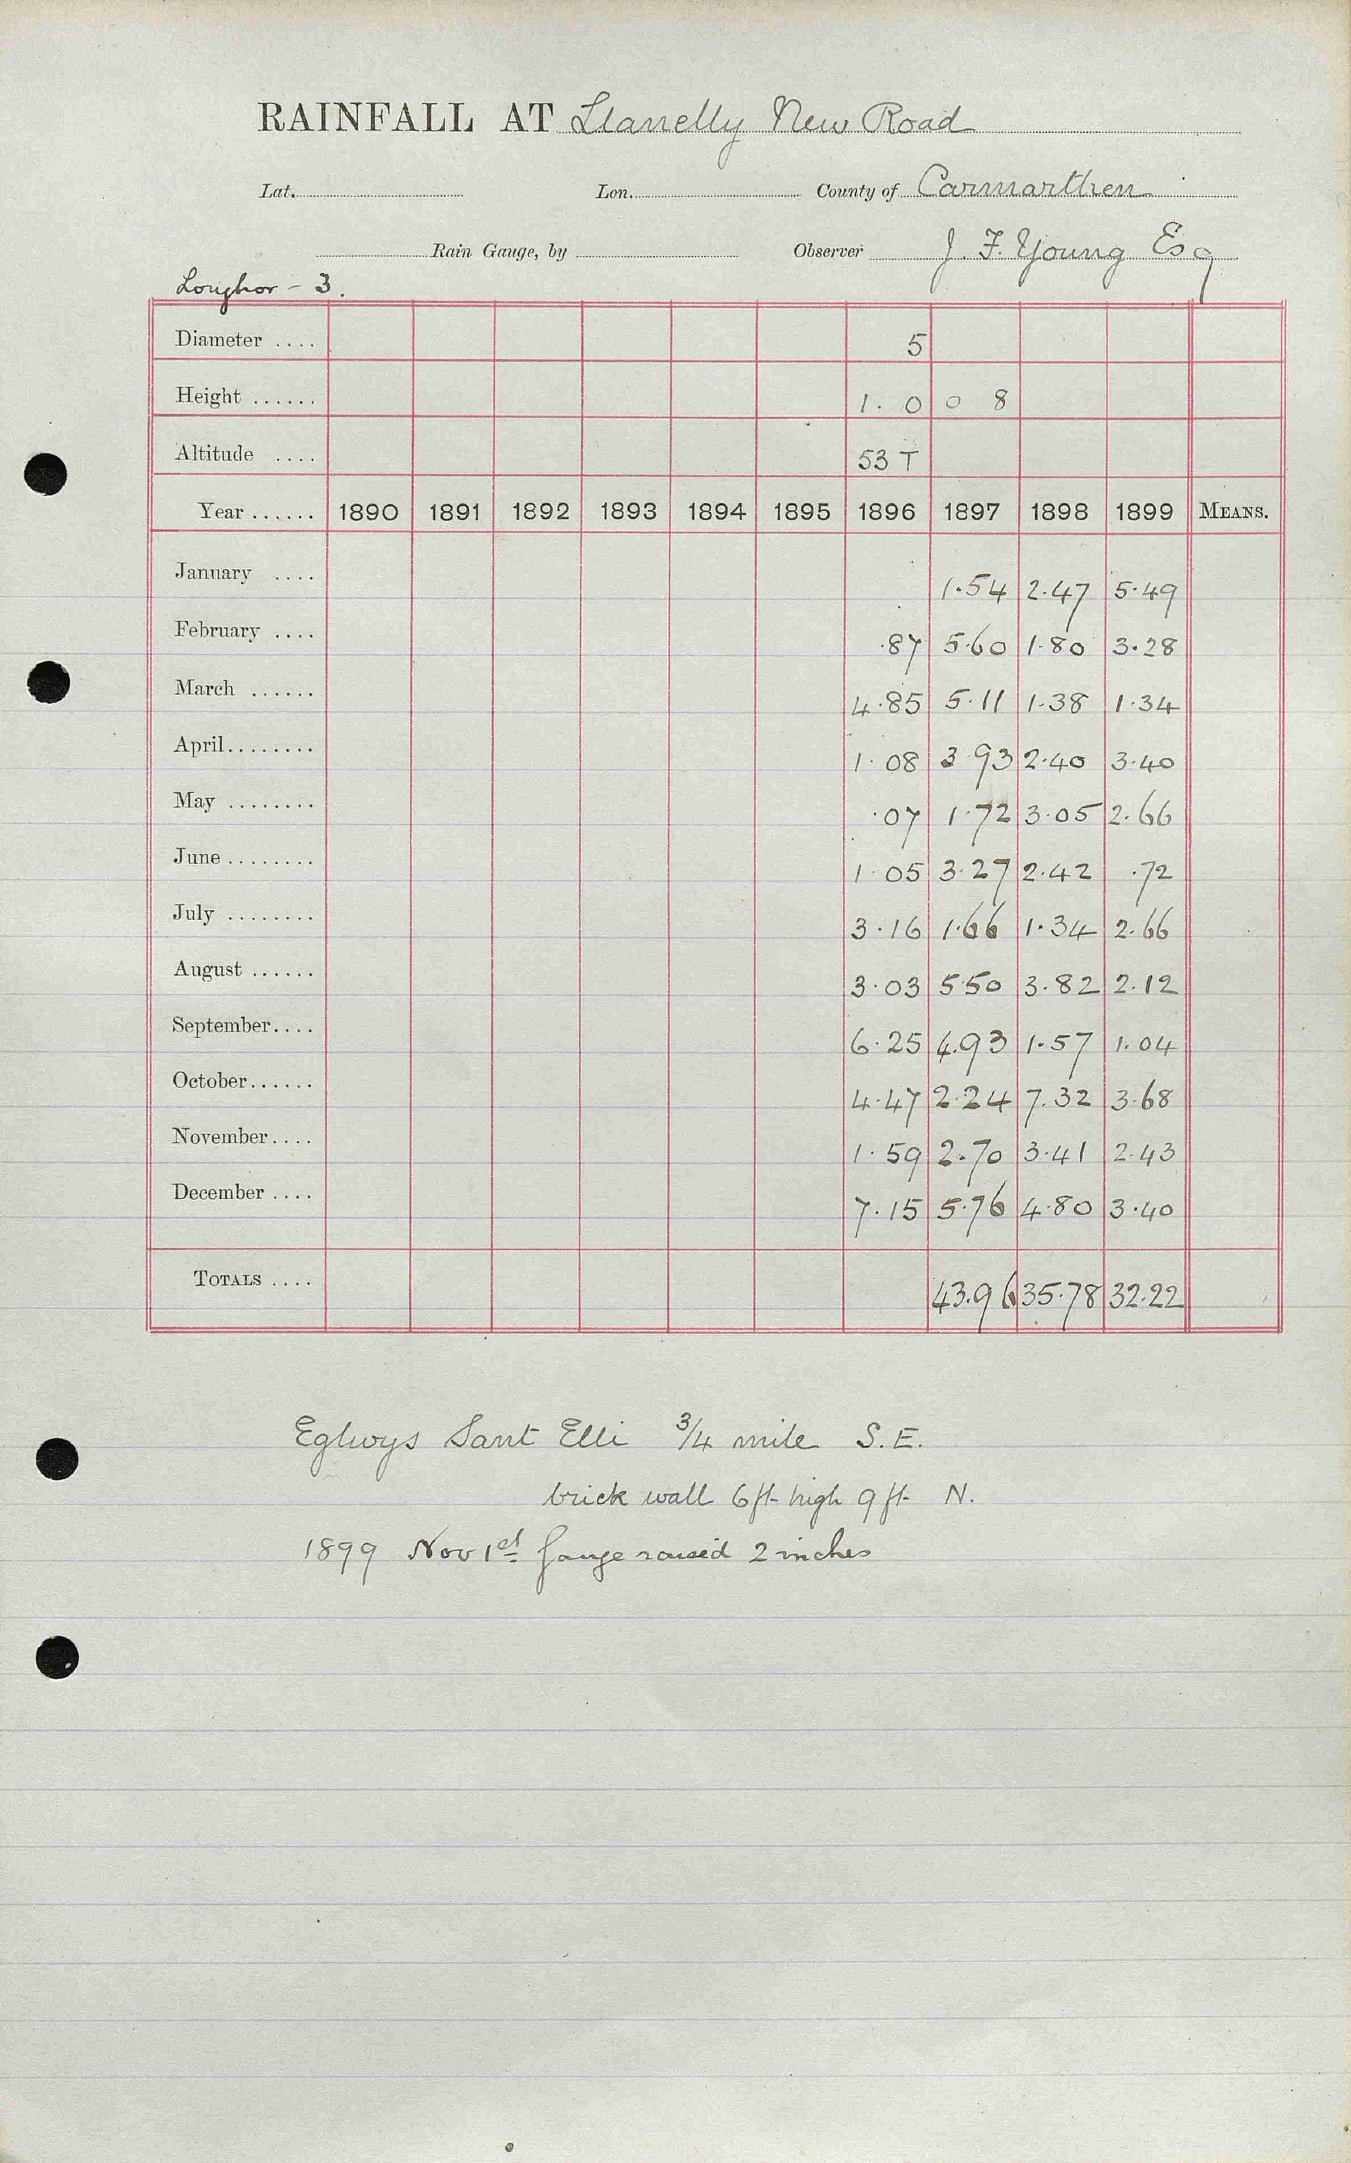 RAINFALL AT Llanelly New Road
Lat. Lon. County of Carmarthen
Rain Gauge, by Observer J. F. Young Esq
Loughor - 3.
Diameter .... 5
Height ...... 1. 0 0 8
Altitude .... 53 T
Year ...... 1890 1891 1892 1893 1894 1895 1896 1897 1898 1899 MEANS.
January .... 1.54 2.47 5.49
February .... .87 5.60 1.80 3.28
March ...... 4.85 5.11 1.38 1.34
April........ 1.08 3.93 2.40 3.40
May ........ .07 1.72 3.05 2.66
June ........ 1.05 3.27 2.42 .72
July ........ 3.16 1.66 1.34 2.66
August ...... 3.03 5.50 3.82 2.12
September.... 6.25 4.93 1.57 1.04
October...... 4.47 2.24 7.32 3.68
November.... 1.59 2.70 3.41 2.43
December .... 7.15 5.76 4.80 3.40
TOTALS .... 43.96 35.78 32.22
Eglwys Sant Elli 3/4 mile S.E.
brick wall 6ft high 9 ft N.
1899 Nov 1st Gauge raised 2 inches